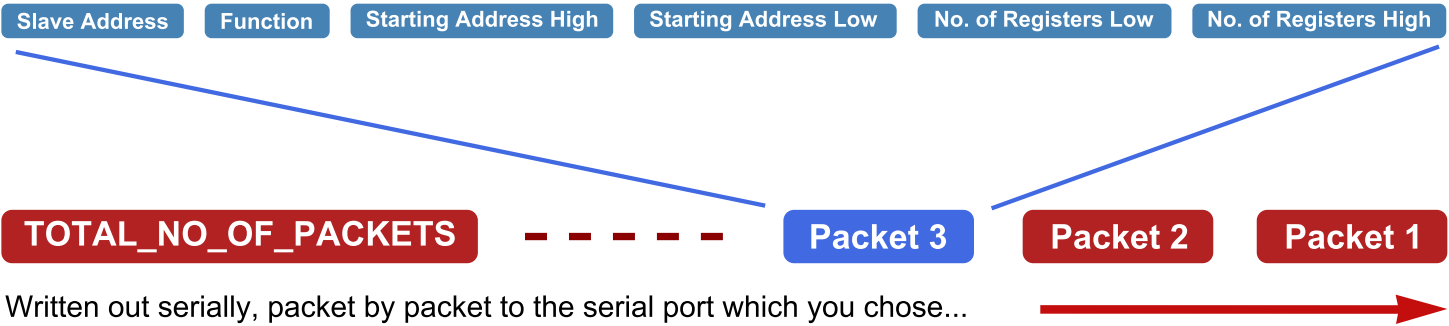 Slave Address Function Starting Address High Starting Address Low No. of Registers Low No. of Registers High
TOTAL_NO_OF_PACKETS Packet 3 Packet 2 Packet 1
Written out serially, packet by packet to the serial port which you chose...